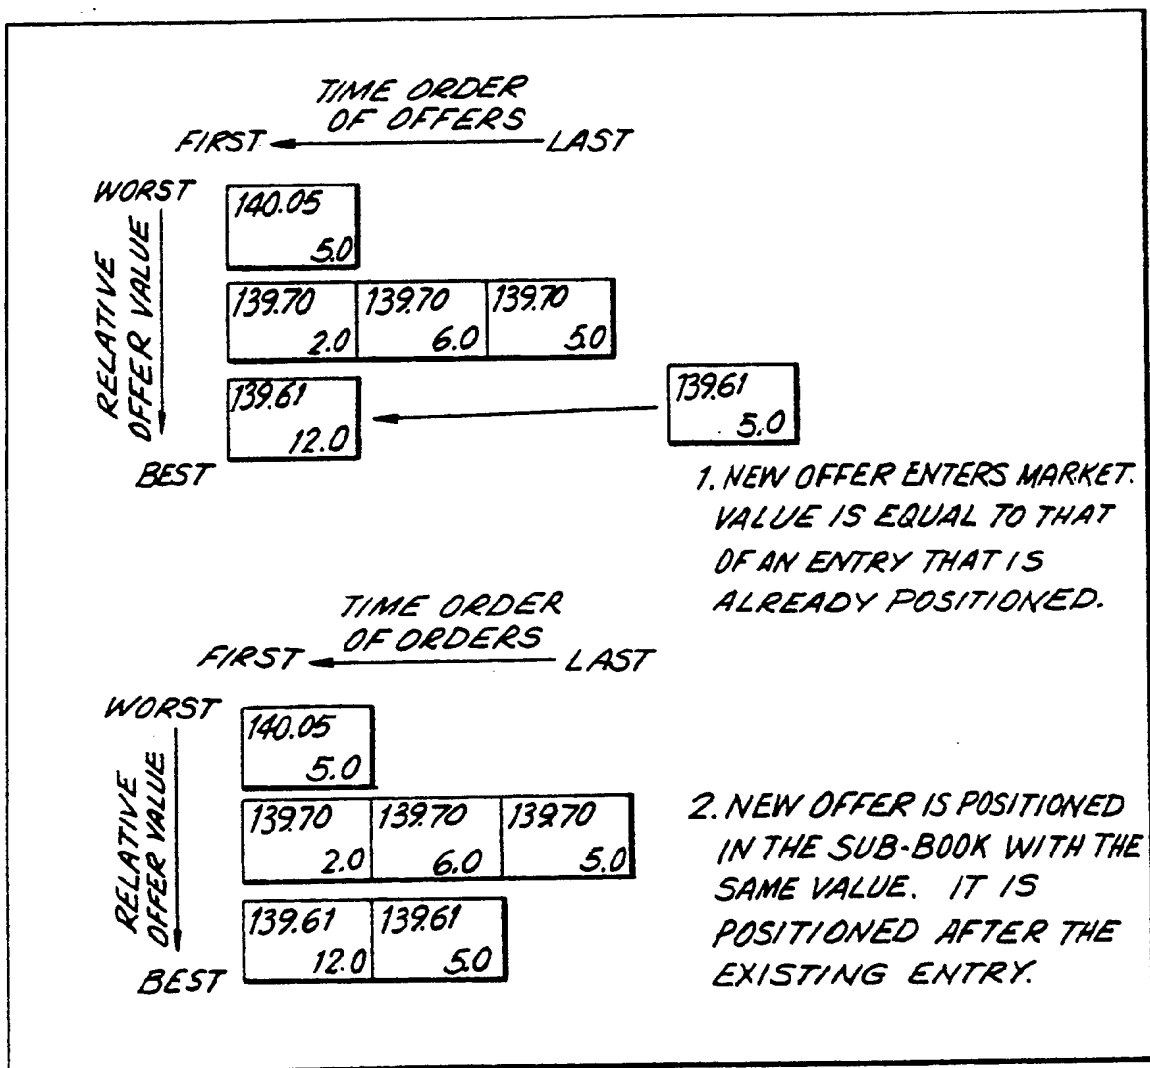 TIME ORDER
OF OFFERS
FIRST LAST
WORST
RELATIVE
OFFER VALUE
BEST
140.05
5.0
139.70 139.70 139.70
2.0 6.0 5.0
139.61 139.61
12.0 5.0
1. NEW OFFER ENTERS MARKET.
VALUE IS EQUAL TO THAT
OF AN ENTRY THAT IS
ALREADY POSITIONED.
TIME ORDER
OF ORDERS
FIRST LAST
WORST
RELATIVE
OFFER VALUE
BEST
140.05
5.0
139.70 139.70 139.70
2.0 6.0 5.0
139.61 139.61
12.0 5.0
2. NEW OFFER IS POSITIONED
IN THE SUB-BOOK WITH THE
SAME VALUE. IT IS
POSITIONED AFTER THE
EXISTING ENTRY.